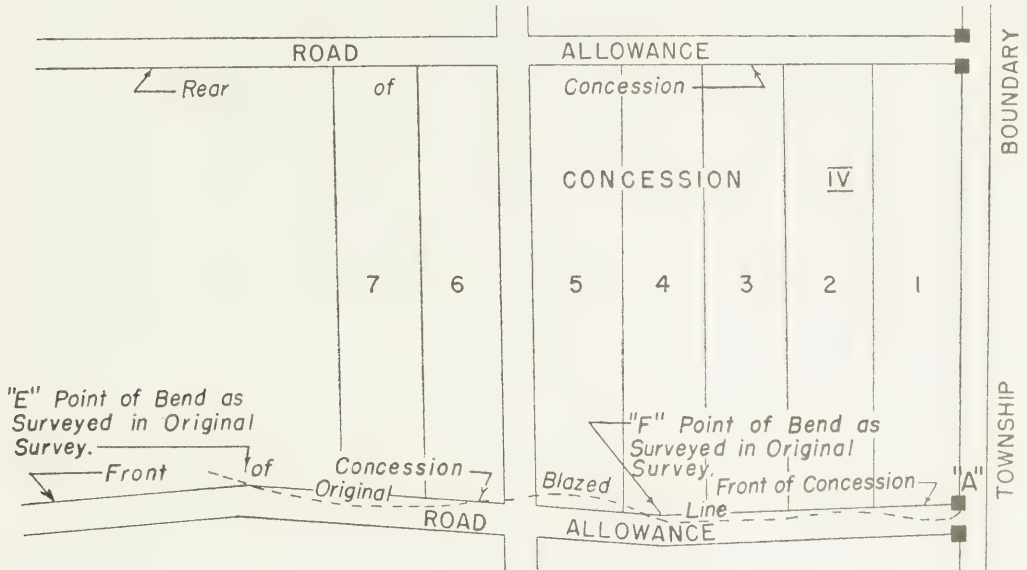 ROAD ALLOWANCE
Rear of Concession
BOUNDARY
CONCESSION IV
7 6 5 4 3 2 1
"E" Point of Bend as
Surveyed in Original
Survey.
"F" Point of Bend as
Surveyed in Original
Survey.
TOWNSHIP
"A"
Front of Concession
Original Blazed Line
Front of Concession
ROAD ALLOWANCE